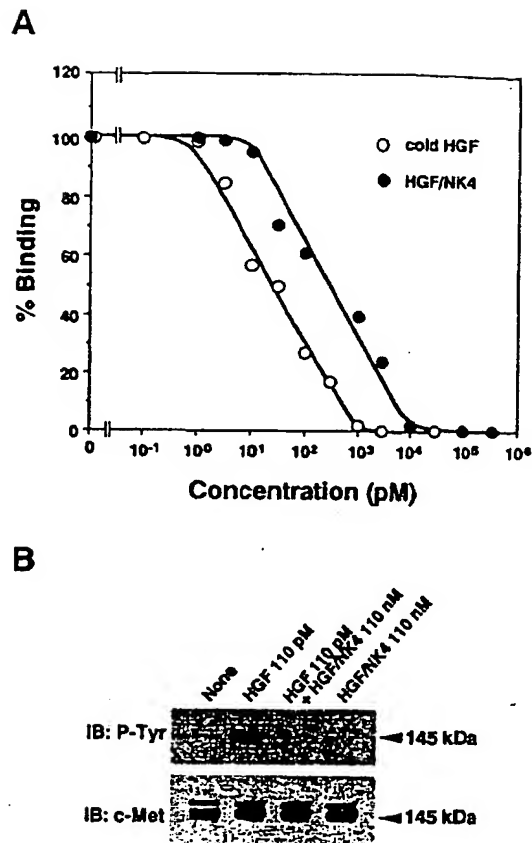 A
120
100
80
60
40
20
0
% Binding
cold HGF
HGF/NK4
0 10⁻¹ 10⁰ 10¹ 10² 10³ 10⁴ 10⁵ 10⁶
Concentration (pM)
B
None
HGF 110 pM
HGF 110 pM
+ HGF/NK4 110 nM
HGF/NK4 110 nM
IB: P-Tyr
145 kDa
IB: c-Met
145 kDa